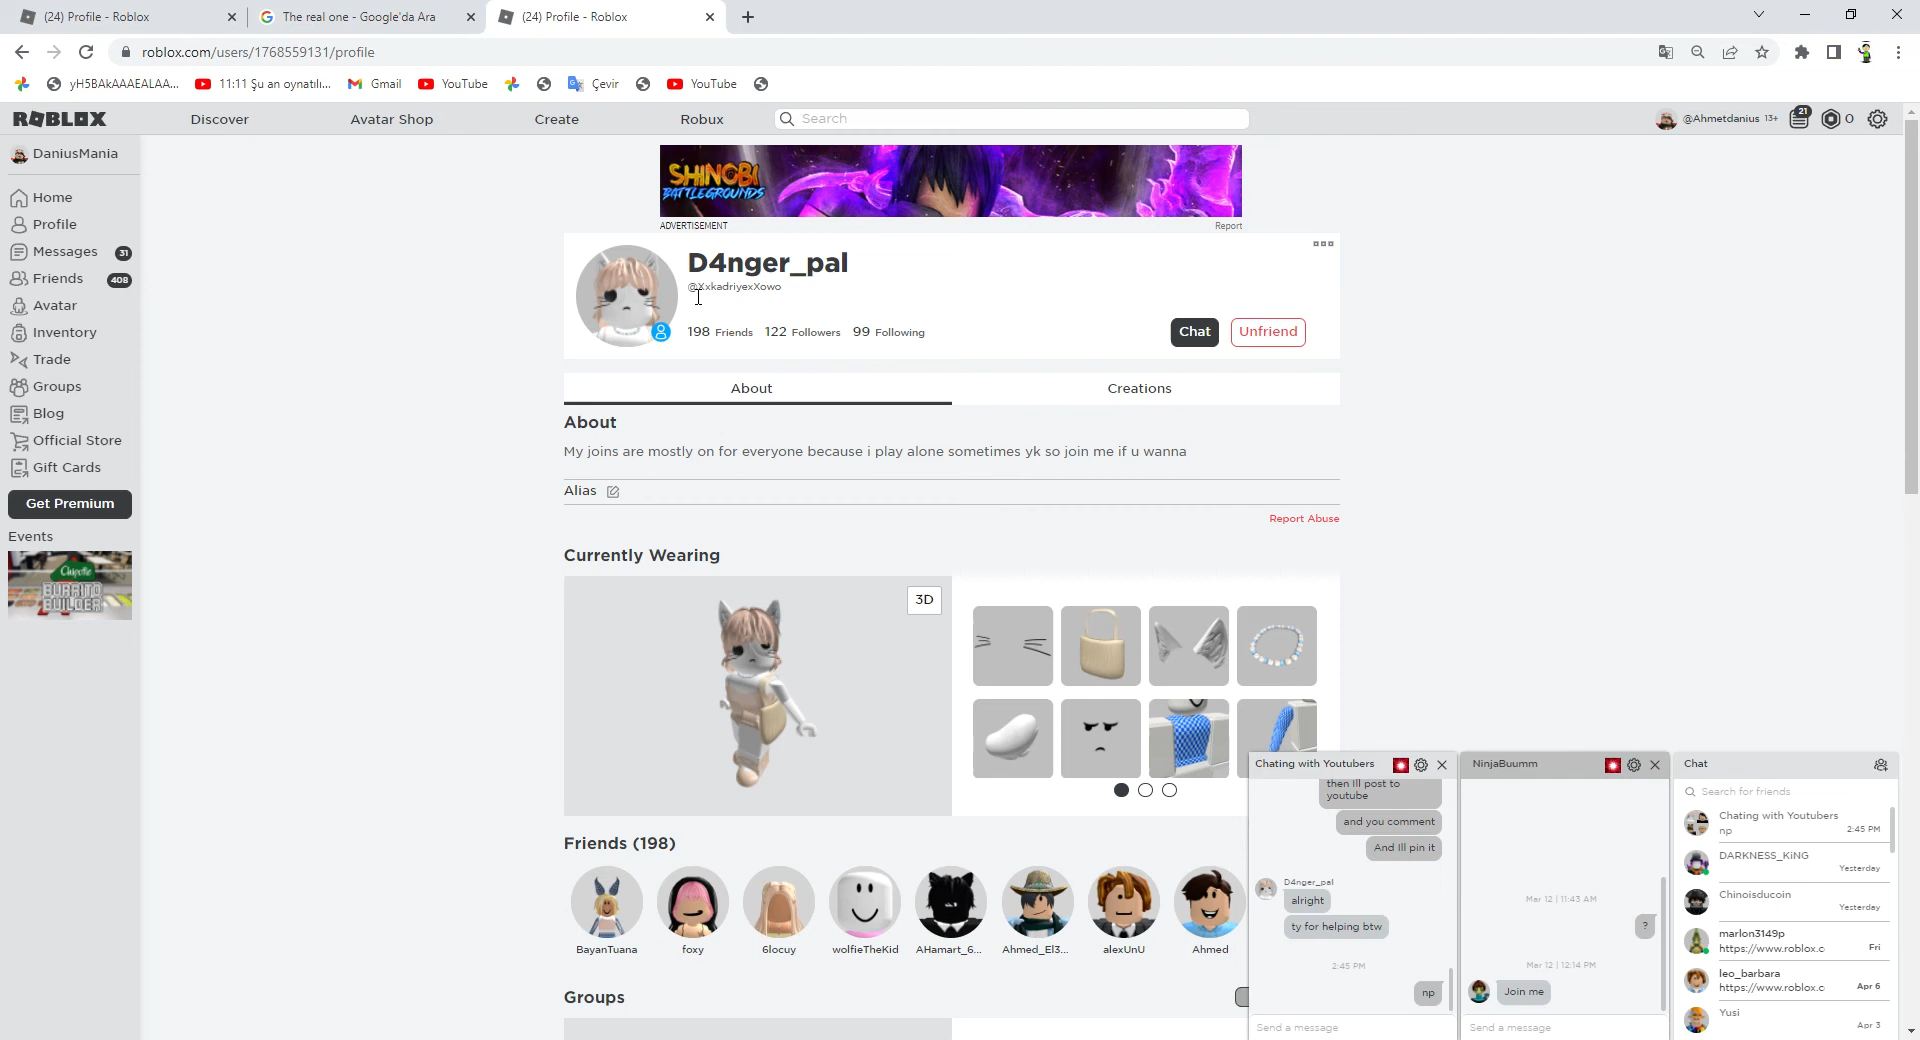 (24) Profile - Roblox
The real one - Google'da Ara
(24) Profile - Roblox
roblox.com/users/1768559131/profile
yH5BAkAAAEALAA...
11:11 Şu an oynatılı...
Gmail
YouTube
Çevir
YouTube
ROBLOX
Discover
Avatar Shop
Create
Robux
Search
@Ahmetdanius 13+
21
0
DaniusMania
Home
Profile
Messages 31
Friends 408
Avatar
Inventory
Trade
Groups
Blog
Official Store
Gift Cards
Get Premium
Events
Chipotle
BURRITO
BUILDER
SHINOBI
BATTLEGROUNDS
ADVERTISEMENT
Report
D4nger_pal
@XxkadriyexXowo
198 Friends 122 Followers 99 Following
Chat
Unfriend
About
Creations
About
My joins are mostly on for everyone because i play alone sometimes yk so join me if u wanna
Alias
Report Abuse
Currently Wearing
3D
Friends (198)
BayanTuana
foxy
6locuy
wolfieTheKid
AHamart_6...
Ahmed_El3...
alexUnU
Ahmed
Groups
Chating with Youtubers
then Ill post to
youtube
and you comment
And Ill pin it
D4nger_pal
alright
ty for helping btw
2:45 PM
np
Send a message
NinjaBuumm
Mar 12 | 11:43 AM
?
Mar 12 | 12:14 PM
Join me
Send a message
Chat
Search for friends
Chating with Youtubers
np
2:45 PM
DARKNESS_KiNG
Yesterday
Chinoisducoin
Yesterday
marlon3149p
https://www.roblox.c
Fri
leo_barbara
https://www.roblox.c
Apr 6
Yusi
Apr 3